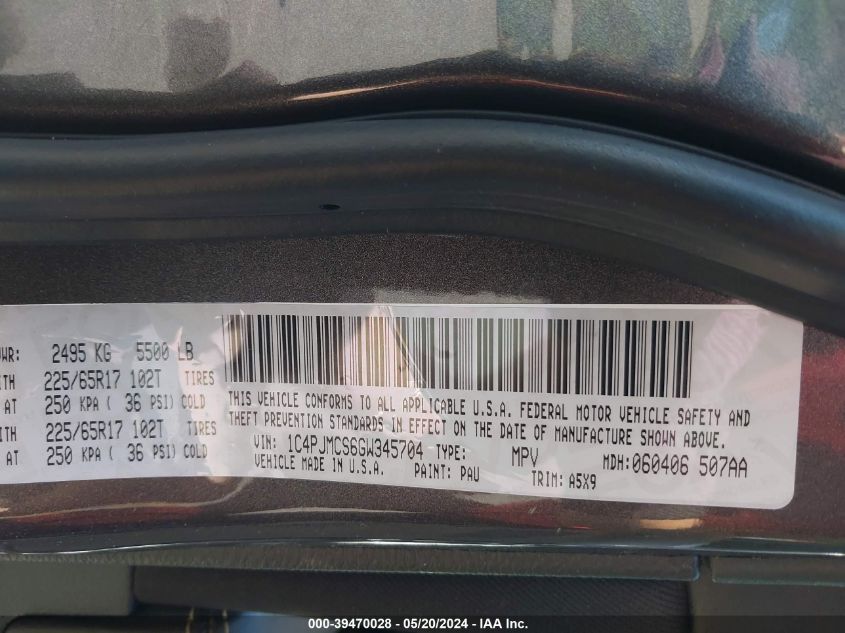 WR: 2495 KG 5500 LB
ITH 225/65R17 102T TIRES
AT 250 KPA ( 36 PSI) COLD
ITH 225/65R17 102T TIRES
AT 250 KPA ( 36 PSI) COLD
THIS VEHICLE CONFORMS TO ALL APPLICABLE U.S.A. FEDERAL MOTOR VEHICLE SAFETY AND
THEFT PREVENTION STANDARDS IN EFFECT ON THE DATE OF MANUFACTURE SHOWN ABOVE.
VIN: 1C4PJMCS6GW345704 TYPE: MPV MDH:060406 507AA
VEHICLE MADE IN U.S.A. PAINT: PAU TRIM: A5X9
000-39470028 / 05/20/2024 - IAA Inc.